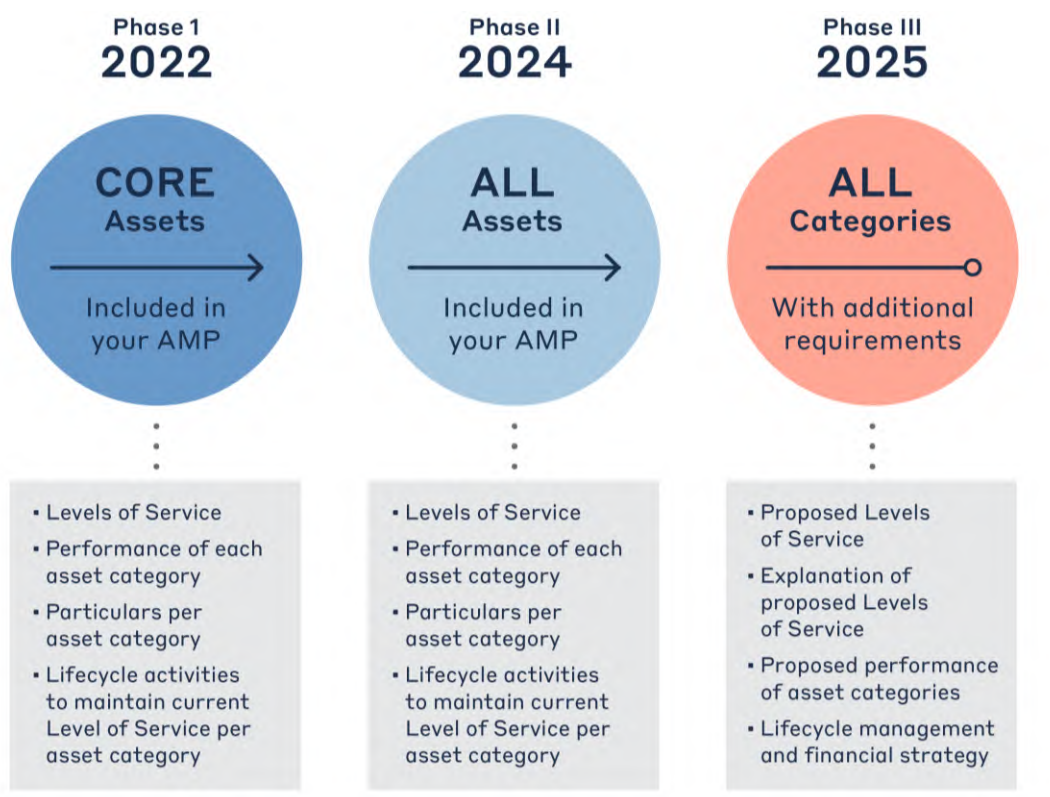 Phase 1
2022
CORE
Assets
Included in
your AMP
▪ Levels of Service
▪ Performance of each
asset category
▪ Particulars per
asset category
▪ Lifecycle activities
to maintain current
Level of Service per
asset category
Phase II
2024
ALL
Assets
Included in
your AMP
▪ Levels of Service
▪ Performance of each
asset category
▪ Particulars per
asset category
▪ Lifecycle activities
to maintain current
Level of Service per
asset category
Phase III
2025
ALL
Categories
With additional
requirements
▪ Proposed Levels
of Service
▪ Explanation of
proposed Levels
of Service
▪ Proposed performance
of asset categories
▪ Lifecycle management
and financial strategy